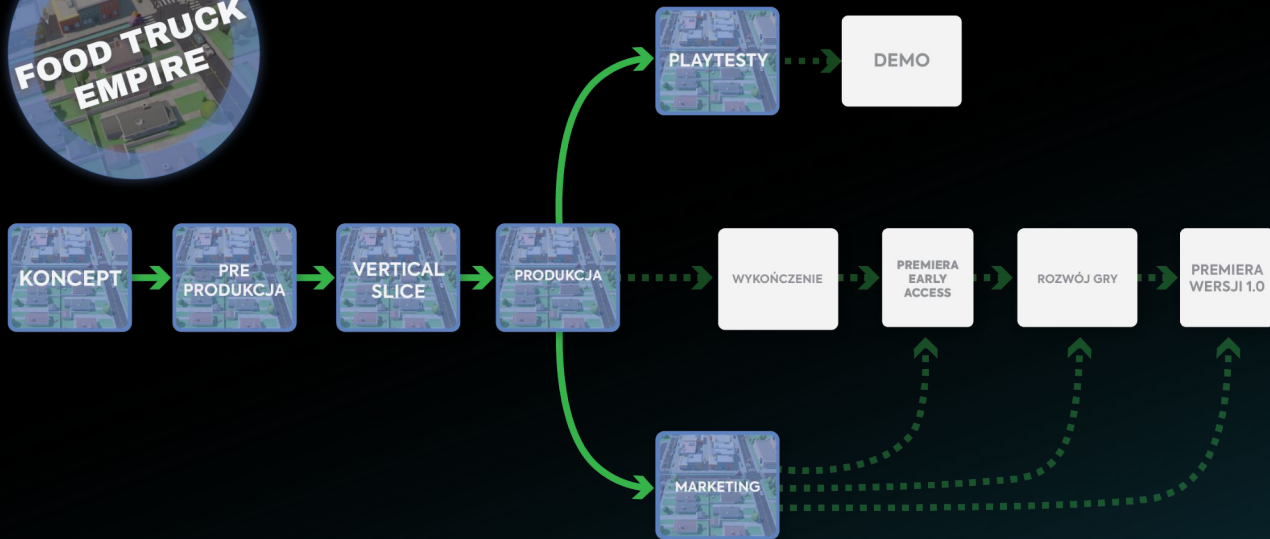 FOOD TRUCK
EMPIRE
PLAYTESTY
DEMO
KONCEPT
PRE
PRODUKCJA
VERTICAL
SLICE
PRODUKCJA
WYKOŃCZENIE
PREMIERA
EARLY
ACCESS
ROZWÓJ GRY
PREMIERA
WERSJI 1.0
MARKETING